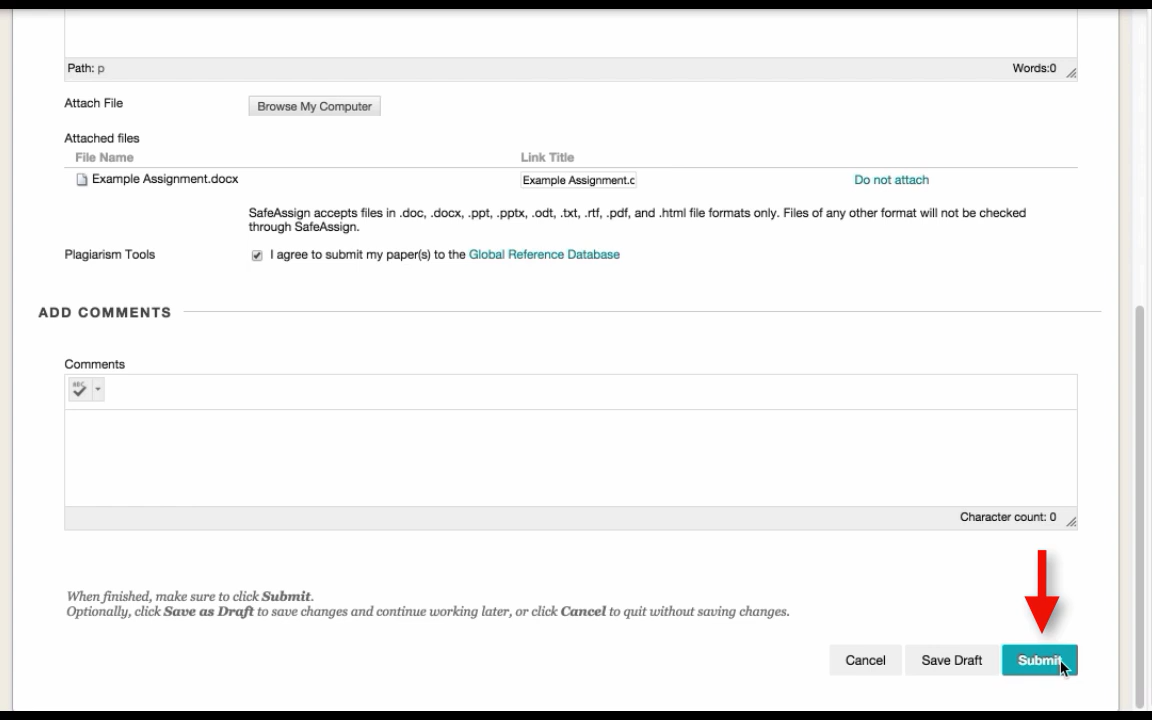 Path: p Words:0
Attach File Browse My Computer
Attached files
File Name Link Title
Example Assignment.docx Example Assignment.c Do not attach
SafeAssign accepts files in .doc, .docx, .ppt, .pptx, .odt, .txt, .rtf, .pdf, and .html file formats only. Files of any other format will not be checked
through SafeAssign.
Plagiarism Tools I agree to submit my paper(s) to the Global Reference Database
ADD COMMENTS
Comments
ABC
Character count: 0
When finished, make sure to click Submit.
Optionally, click Save as Draft to save changes and continue working later, or click Cancel to quit without saving changes.
Cancel Save Draft Submit